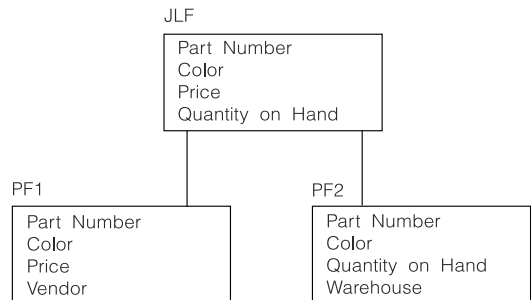 JLF
Part Number
Color
Price
Quantity on Hand
PF1
Part Number
Color
Price
Vendor
PF2
Part Number
Color
Quantity on Hand
Warehouse